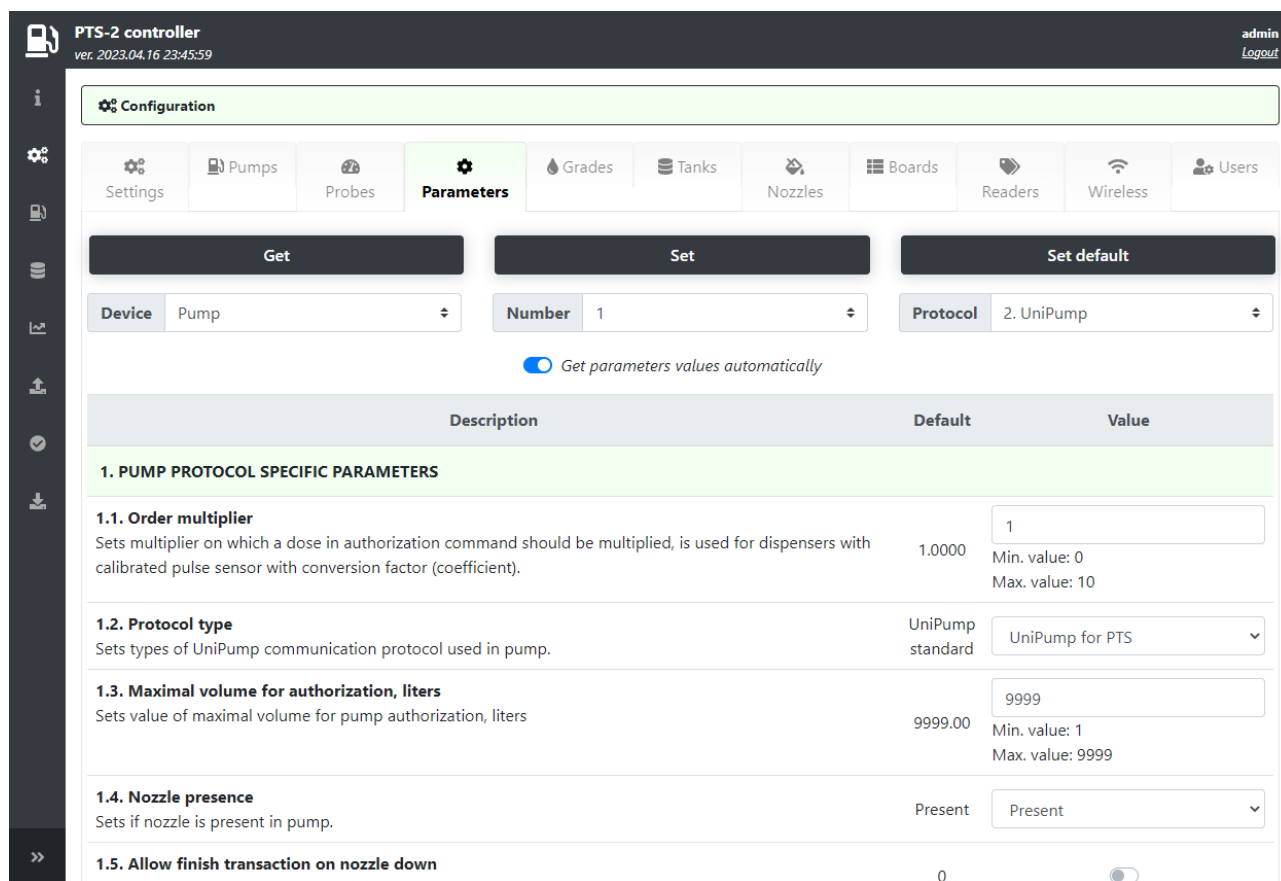 PTS-2 controller
ver. 2023.04.16 23:45:59
admin
Logout
Configuration
Settings
Pumps
Probes
Parameters
Grades
Tanks
Nozzles
Boards
Readers
Wireless
Users
Get
Set
Set default
Device Pump
Number 1
Protocol 2. UniPump
Get parameters values automatically
Description Default Value
1. PUMP PROTOCOL SPECIFIC PARAMETERS
1.1. Order multiplier
Sets multiplier on which a dose in authorization command should be multiplied, is used for dispensers with
calibrated pulse sensor with conversion factor (coefficient).
1.0000
1
Min. value: 0
Max. value: 10
1.2. Protocol type
Sets types of UniPump communication protocol used in pump.
UniPump
standard
UniPump for PTS
1.3. Maximal volume for authorization, liters
Sets value of maximal volume for pump authorization, liters
9999.00
9999
Min. value: 1
Max. value: 9999
1.4. Nozzle presence
Sets if nozzle is present in pump.
Present
Present
1.5. Allow finish transaction on nozzle down
0